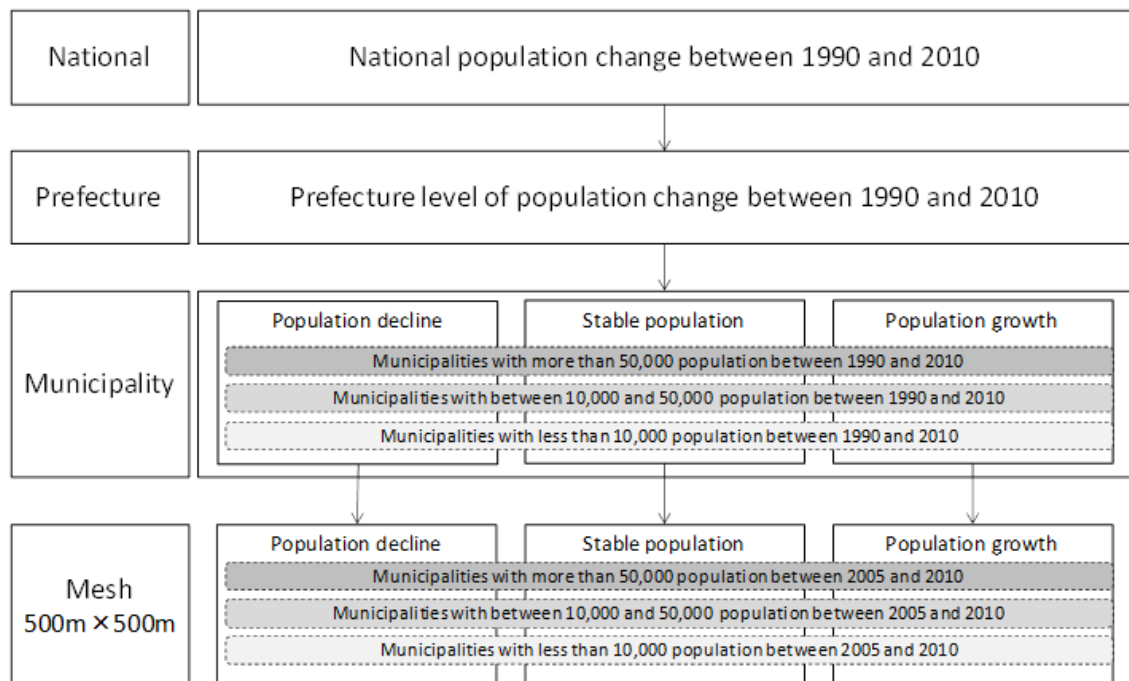 National
National population change between 1990 and 2010
Prefecture
Prefecture level of population change between 1990 and 2010
Municipality
Population decline
Stable population
Population growth
Municipalities with more than 50,000 population between 1990 and 2010
Municipalities with between 10,000 and 50,000 population between 1990 and 2010
Municipalities with less than 10,000 population between 1990 and 2010
Mesh
500m×500m
Population decline
Stable population
Population growth
Municipalities with more than 50,000 population between 2005 and 2010
Municipalities with between 10,000 and 50,000 population between 2005 and 2010
Municipalities with less than 10,000 population between 2005 and 2010